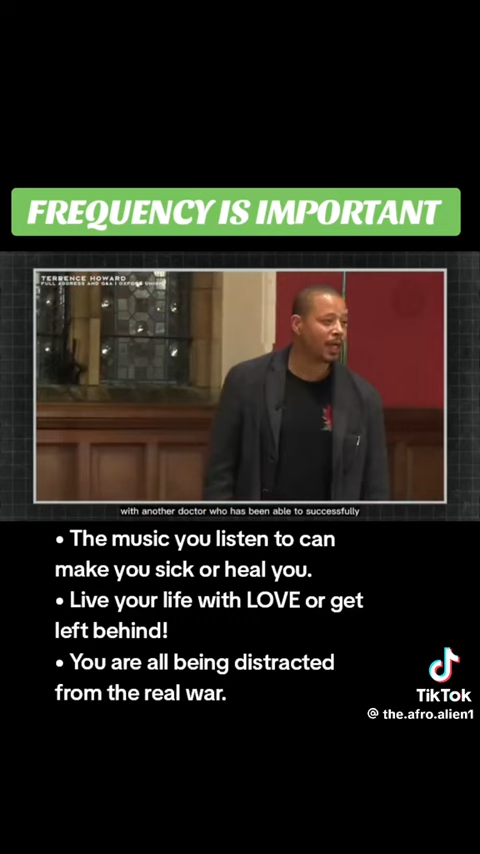 FREQUENCY IS IMPORTANT
TERRENCE HOWARD
FULL ADDRESS AND Q&A | OXFORD UNION
with another doctor who has been able to successfully
• The music you listen to can
make you sick or heal you.
• Live your life with LOVE or get
left behind!
• You are all being distracted
from the real war.
TikTok
@ the.afro.alien1